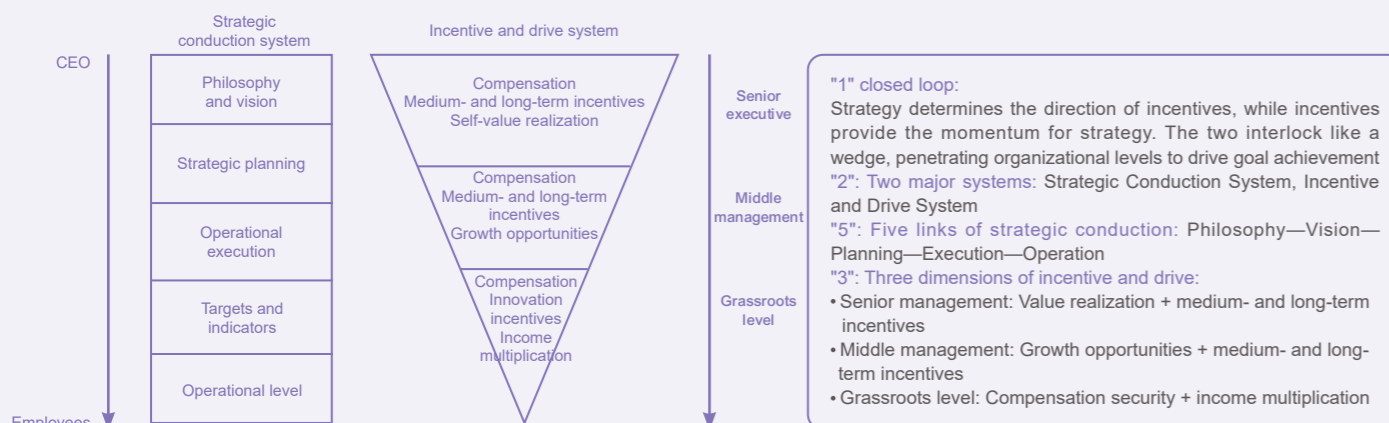 Strategic
conduction system
Incentive and drive system
CEO
Philosophy
and vision
Strategic planning
Operational
execution
Targets and
indicators
Operational level
Employees
Compensation
Medium- and long-term incentives
Self-value realization
Compensation
Medium- and long-term
incentives
Growth opportunities
Compensation
Innovation
incentives
Income
multiplication
Senior
executive
Middle
management
Grassroots
level
"1" closed loop:
Strategy determines the direction of incentives, while incentives
provide the momentum for strategy. The two interlock like a
wedge, penetrating organizational levels to drive goal achievement
"2": Two major systems: Strategic Conduction System, Incentive
and Drive System
"5": Five links of strategic conduction: Philosophy—Vision—
Planning—Execution—Operation
"3": Three dimensions of incentive and drive:
• Senior management: Value realization + medium- and long-term
incentives
• Middle management: Growth opportunities + medium- and long-
term incentives
• Grassroots level: Compensation security + income multiplication